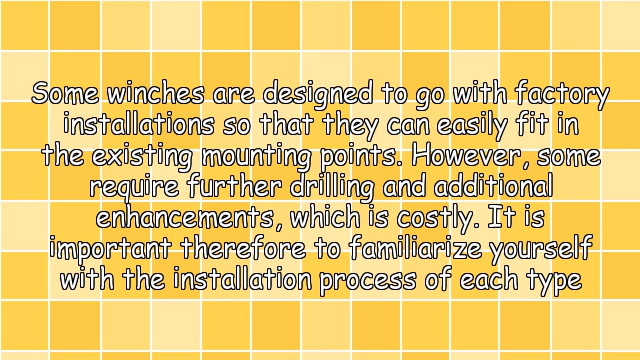 Some winches are designed to go with factory
installations so that they can easily fit in
the existing mounting points. However, some
require further drilling and additional
enhancements, which is costly. It is
important therefore to familiarize yourself
with the installation process of each type